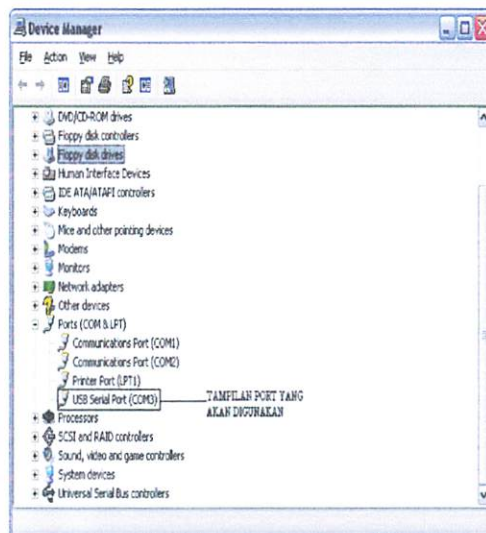 Device Manager
File Action View Help
DVD/CD-ROM drives
Floppy disk controllers
Floppy disk drives
Human Interface Devices
IDE ATA/ATAPI controllers
Keyboards
Mice and other pointing devices
Modems
Monitors
Network adapters
Other devices
Ports (COM & LPT)
Communications Port (COM1)
Communications Port (COM2)
Printer Port (LPT1)
USB Serial Port (COM3)
TAMPILAN PORT YANG
AKAN DIGUNAKAN
Processors
SCSI and RAID controllers
Sound, video and game controllers
System devices
Universal Serial Bus controllers